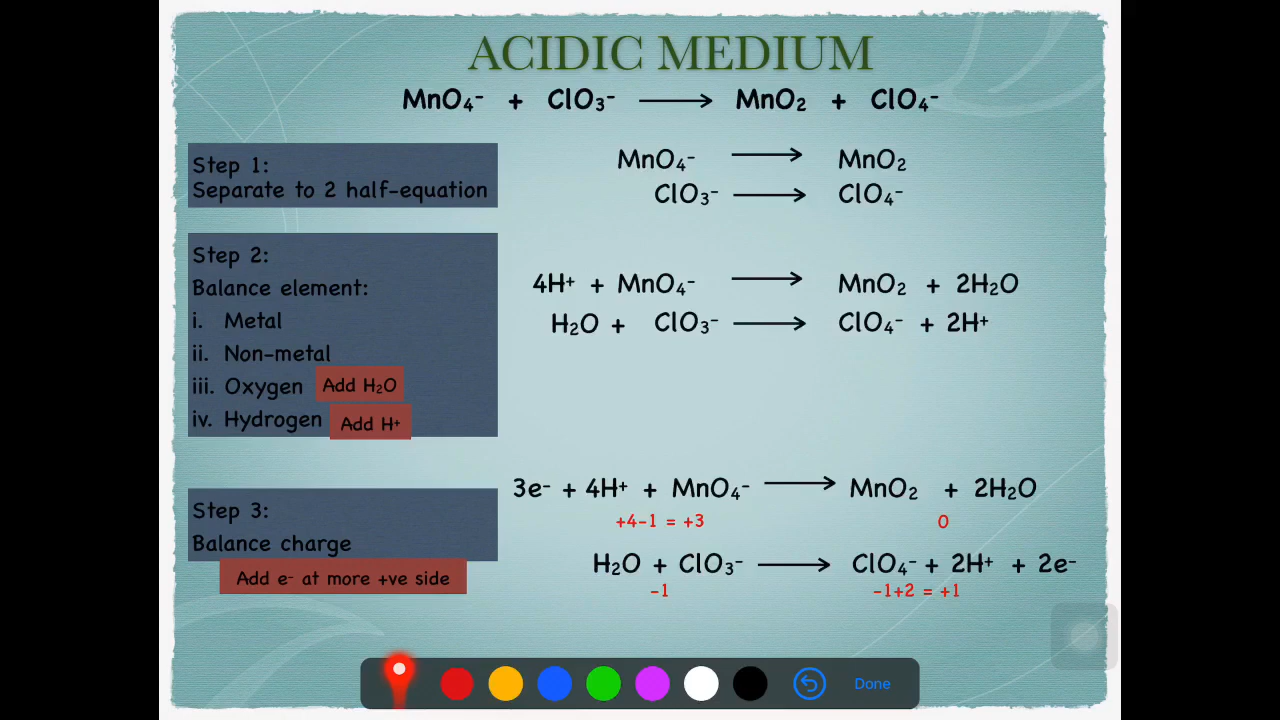 ACIDIC MEDIUM
MnO₄⁻ + ClO₃⁻ ⟶ MnO₂ + ClO₄⁻
Step 1:
Separate to 2 half-equation
MnO₄⁻ ⟶ MnO₂
ClO₃⁻ ⟶ ClO₄⁻
Step 2:
Balance element:
i. Metal
ii. Non-metal
iii. Oxygen Add H₂O
iv. Hydrogen Add H⁺
4H⁺ + MnO₄⁻ ⟶ MnO₂ + 2H₂O
H₂O + ClO₃⁻ ⟶ ClO₄⁻ + 2H⁺
Step 3:
Balance charge
Add e⁻ at more +ve side
3e⁻ + 4H⁺ + MnO₄⁻ ⟶ MnO₂ + 2H₂O
+4-1 = +3 0
H₂O + ClO₃⁻ ⟶ ClO₄⁻ + 2H⁺ + 2e⁻
-1 -1+2 = +1
Done